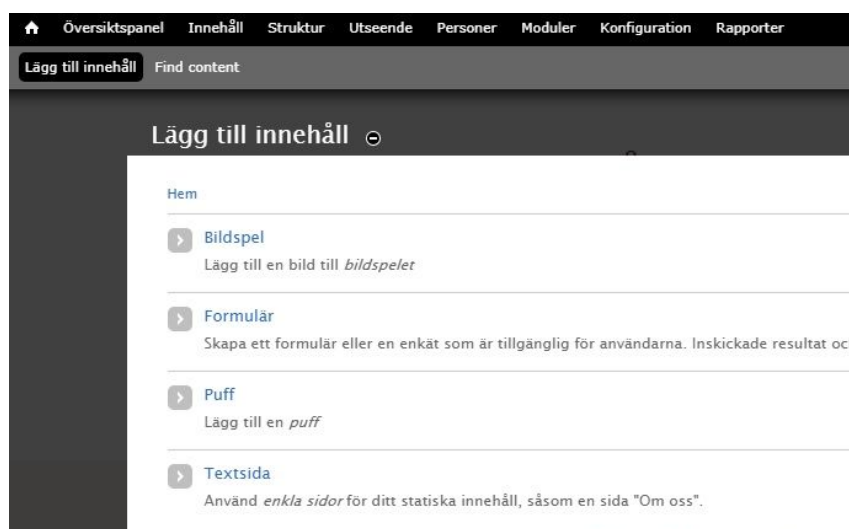 Översiktspanel Innehåll Struktur Utseende Personer Moduler Konfiguration Rapporter
Lägg till innehåll Find content
Lägg till innehåll
Hem
Bildspel
Lägg till en bild till bildspelet
Formulär
Skapa ett formulär eller en enkät som är tillgänglig för användarna. Inskickade resultat oc
Puff
Lägg till en puff
Textsida
Använd enkla sidor för ditt statiska innehåll, såsom en sida "Om oss".